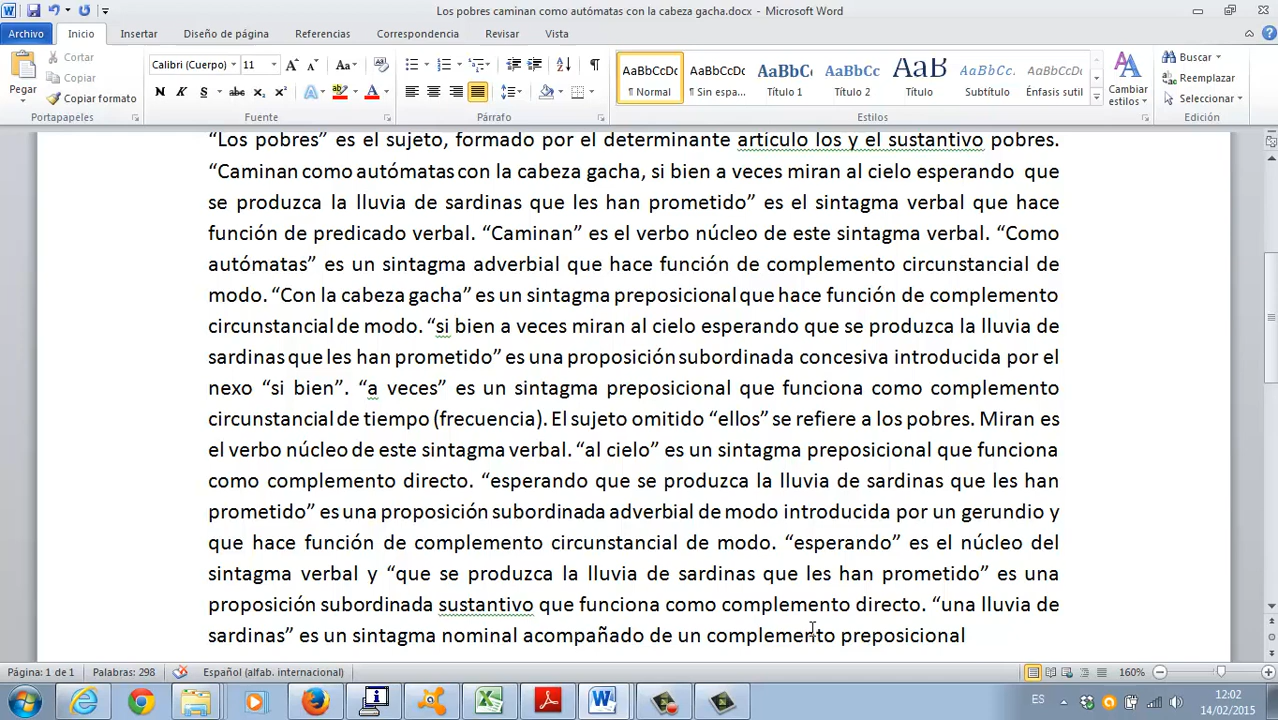 Los pobres caminan como autómatas con la cabeza gacha.docx - Microsoft Word
Archivo Inicio Insertar Diseño de página Referencias Correspondencia Revisar Vista
Pegar
Cortar
Copiar
Copiar formato
Portapapeles
Calibri (Cuerpo) 11
N K S abc x₂ x²
Fuente
Párrafo
AaBbCcDc
¶ Normal
AaBbCcDc
¶ Sin espa...
AaBbC
Título 1
AaBbCc
Título 2
AaB
Título
AaBbCc
Subtítulo
AaBbCcDc
Énfasis sutil
Cambiar estilos
Estilos
Buscar
Reemplazar
Seleccionar
Edición
“Los pobres” es el sujeto, formado por el determinante artículo los y el sustantivo pobres.
“Caminan como autómatas con la cabeza gacha, si bien a veces miran al cielo esperando que
se produzca la lluvia de sardinas que les han prometido” es el sintagma verbal que hace
función de predicado verbal. “Caminan” es el verbo núcleo de este sintagma verbal. “Como
autómatas” es un sintagma adverbial que hace función de complemento circunstancial de
modo. “Con la cabeza gacha” es un sintagma preposicional que hace función de complemento
circunstancial de modo. “si bien a veces miran al cielo esperando que se produzca la lluvia de
sardinas que les han prometido” es una proposición subordinada concesiva introducida por el
nexo “si bien”. “a veces” es un sintagma preposicional que funciona como complemento
circunstancial de tiempo (frecuencia). El sujeto omitido “ellos” se refiere a los pobres. Miran es
el verbo núcleo de este sintagma verbal. “al cielo” es un sintagma preposicional que funciona
como complemento directo. “esperando que se produzca la lluvia de sardinas que les han
prometido” es una proposición subordinada adverbial de modo introducida por un gerundio y
que hace función de complemento circunstancial de modo. “esperando” es el núcleo del
sintagma verbal y “que se produzca la lluvia de sardinas que les han prometido” es una
proposición subordinada sustantivo que funciona como complemento directo. “una lluvia de
sardinas” es un sintagma nominal acompañado de un complemento preposicional
Página: 1 de 1 Palabras: 298 Español (alfab. internacional) 160%
ES
12:02
14/02/2015